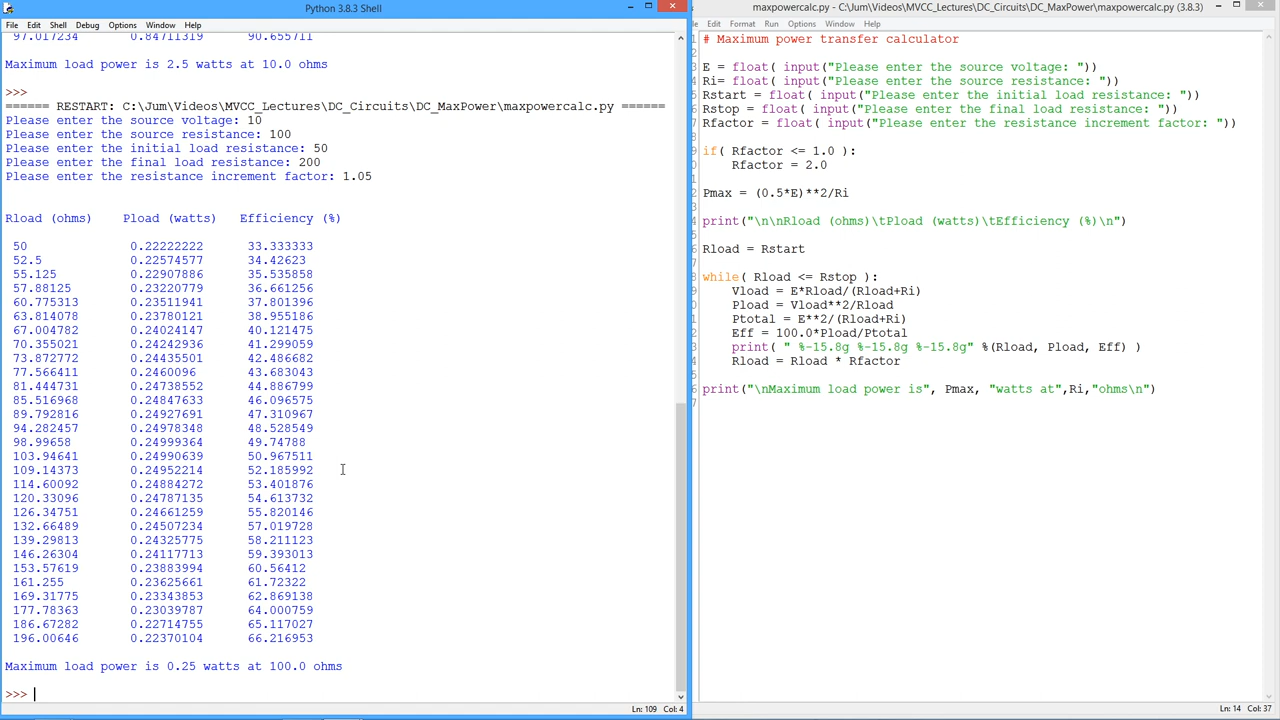 Python 3.8.3 Shell
File Edit Shell Debug Options Window Help
97.017234 0.84711319 90.655711
Maximum load power is 2.5 watts at 10.0 ohms
>>>
====== RESTART: C:\Jum\Videos\MVCC_Lectures\DC_Circuits\DC_MaxPower\maxpowercalc.py ======
Please enter the source voltage: 10
Please enter the source resistance: 100
Please enter the initial load resistance: 50
Please enter the final load resistance: 200
Please enter the resistance increment factor: 1.05
Rload (ohms) Pload (watts) Efficiency (%)
50 0.22222222 33.333333
52.5 0.22574577 34.42623
55.125 0.22907886 35.535858
57.88125 0.23220779 36.661256
60.775313 0.23511941 37.801396
63.814078 0.23780121 38.955186
67.004782 0.24024147 40.121475
70.355021 0.24242951 41.299059
73.872772 0.24435501 42.486682
77.566411 0.2460096 43.683043
81.444731 0.24738552 44.886799
85.516968 0.24847633 46.096575
89.792816 0.24927691 47.310967
94.282457 0.24978348 48.528549
98.99658 0.24999364 49.74788
103.94641 0.24990639 50.967511
109.14373 0.24952214 52.185992
114.60092 0.24884272 53.401876
120.33096 0.24787135 54.613732
126.34751 0.24661259 55.820146
132.66489 0.24507234 57.019728
139.29813 0.24325775 58.211123
146.26304 0.24117713 59.393013
153.57619 0.23883994 60.56412
161.255 0.23625661 61.72322
169.31775 0.23343853 62.869138
177.78363 0.23039787 64.000759
186.67282 0.22714755 65.117027
196.00646 0.22370104 66.216953
Maximum load power is 0.25 watts at 100.0 ohms
>>>
Ln: 109 Col: 4
maxpowercalc.py - C:\Jum\Videos\MVCC_Lectures\DC_Circuits\DC_MaxPower\maxpowercalc.py (3.8.3)
Edit Format Run Options Window Help
# Maximum power transfer calculator
E = float( input("Please enter the source voltage: "))
Ri= float( input("Please enter the source resistance: "))
Rstart = float( input("Please enter the initial load resistance: "))
Rstop = float( input("Please enter the final load resistance: "))
Rfactor = float( input("Please enter the resistance increment factor: "))
if( Rfactor <= 1.0 ):
Rfactor = 2.0
Pmax = (0.5*E)**2/Ri
print("\n\nRload (ohms)\tPload (watts)\tEfficiency (%)\n")
Rload = Rstart
while( Rload <= Rstop ):
Vload = E*Rload/(Rload+Ri)
Pload = Vload**2/Rload
Ptotal = E**2/(Rload+Ri)
Eff = 100.0*Pload/Ptotal
print( " %-15.8g %-15.8g %-15.8g" %(Rload, Pload, Eff) )
Rload = Rload * Rfactor
print("\nMaximum load power is", Pmax, "watts at",Ri,"ohms\n")
Ln: 14 Col: 37